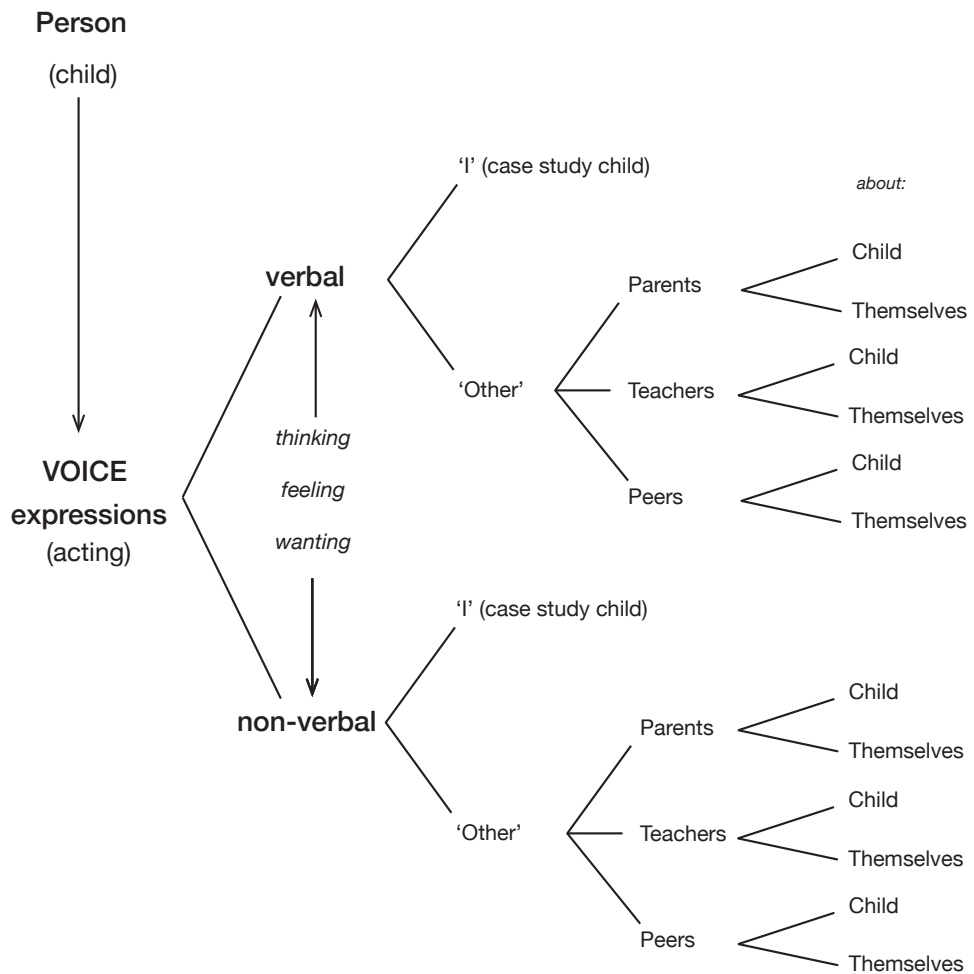 Person
(child)
'I' (case study child)
about:
Child
verbal
Parents
Themselves
Child
'Other'
Teachers
Themselves
thinking
Child
VOICE
feeling
Peers
expressions
Themselves
wanting
(acting)
'I' (case study child)
Child
non-verbal
Parents
Themselves
Child
'Other'
Teachers
Themselves
Child
Peers
Themselves